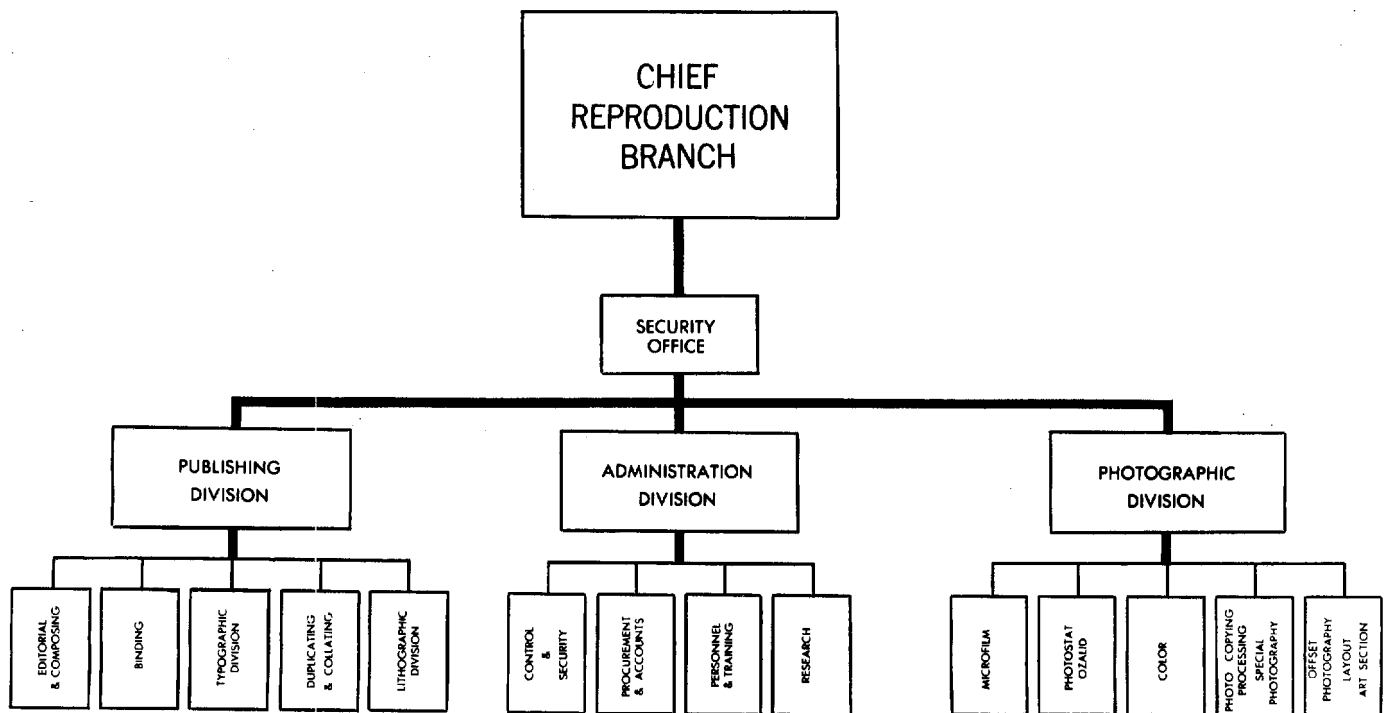 CHIEF
REPRODUCTION
BRANCH
SECURITY
OFFICE
PUBLISHING
DIVISION
ADMINISTRATION
DIVISION
PHOTOGRAPHIC
DIVISION
EDITORIAL
& COMPOSING
BINDING
TYPOGRAPHIC
DIVISION
DUPLICATING
& COLLATING
LITHOGRAPHIC
DIVISION
CONTROL
&
SECURITY
PROCUREMENT
& ACCOUNTS
PERSONNEL
& TRAINING
RESEARCH
MICROFILM
PHOTOSTAT
OZALID
COLOR
PHOTO COPYING
PROCESSING
SPECIAL
PHOTOGRAPHY
OFFSET
PHOTOGRAPHY
LAYOUT
ART SECTION